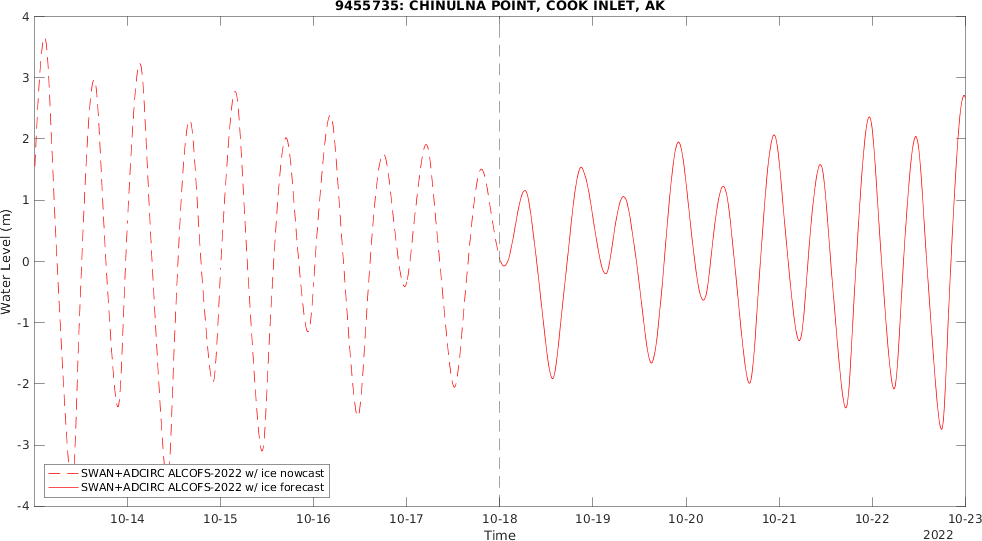 9455735: CHINULNA POINT, COOK INLET, AK
4
3
2
1
0
-1
-2
-3
-4
Water Level (m)
SWAN+ADCIRC ALCOFS-2022 w/ ice nowcast
SWAN+ADCIRC ALCOFS-2022 w/ ice forecast
10-14 10-15 10-16 10-17 10-18 10-19 10-20 10-21 10-22 10-23
Time
2022